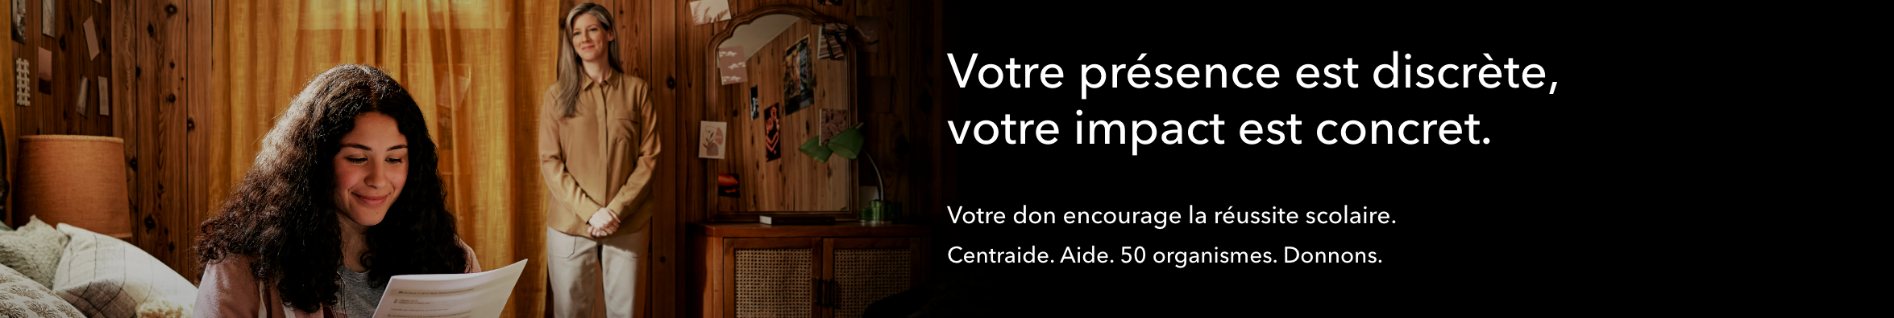 Votre présence est discrète,
votre impact est concret.
Votre don encourage la réussite scolaire.
Centraide. Aide. 50 organismes. Donnons.